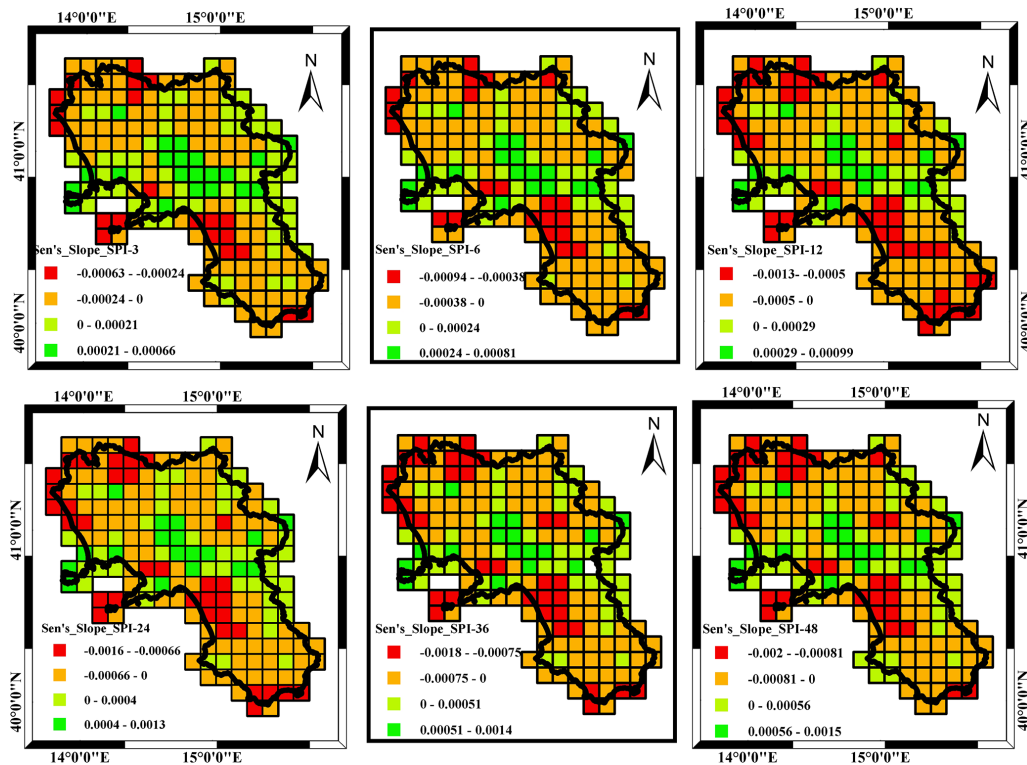 14°0'0"E 15°0'0"E 14°0'0"E 15°0'0"E
N N N
41°0'0"N 41°0'0"N
Sen's_Slope_SPI-3 Sen's_Slope_SPI-6 Sen's_Slope_SPI-12
-0.00063 - -0.00024 -0.00094 - -0.00038 -0.0013 - -0.0005
-0.00024 - 0 -0.00038 - 0 -0.0005 - 0
0 - 0.00021 0 - 0.00024 0 - 0.00029
0.00021 - 0.00066 0.00024 - 0.00081 0.00029 - 0.00099
40°0'0"N 40°0'0"N
14°0'0"E 15°0'0"E 14°0'0"E 15°0'0"E
N N N
41°0'0"N 41°0'0"N
Sen's_Slope_SPI-24 Sen's_Slope_SPI-36 Sen's_Slope_SPI-48
-0.0016 - -0.00066 -0.0018 - -0.00075 -0.002 - -0.00081
-0.00066 - 0 -0.00075 - 0 -0.00081 - 0
0 - 0.0004 0 - 0.00051 0 - 0.00056
0.0004 - 0.0013 0.00051 - 0.0014 0.00056 - 0.0015
40°0'0"N 40°0'0"N
14°0'0"E 15°0'0"E 14°0'0"E 15°0'0"E